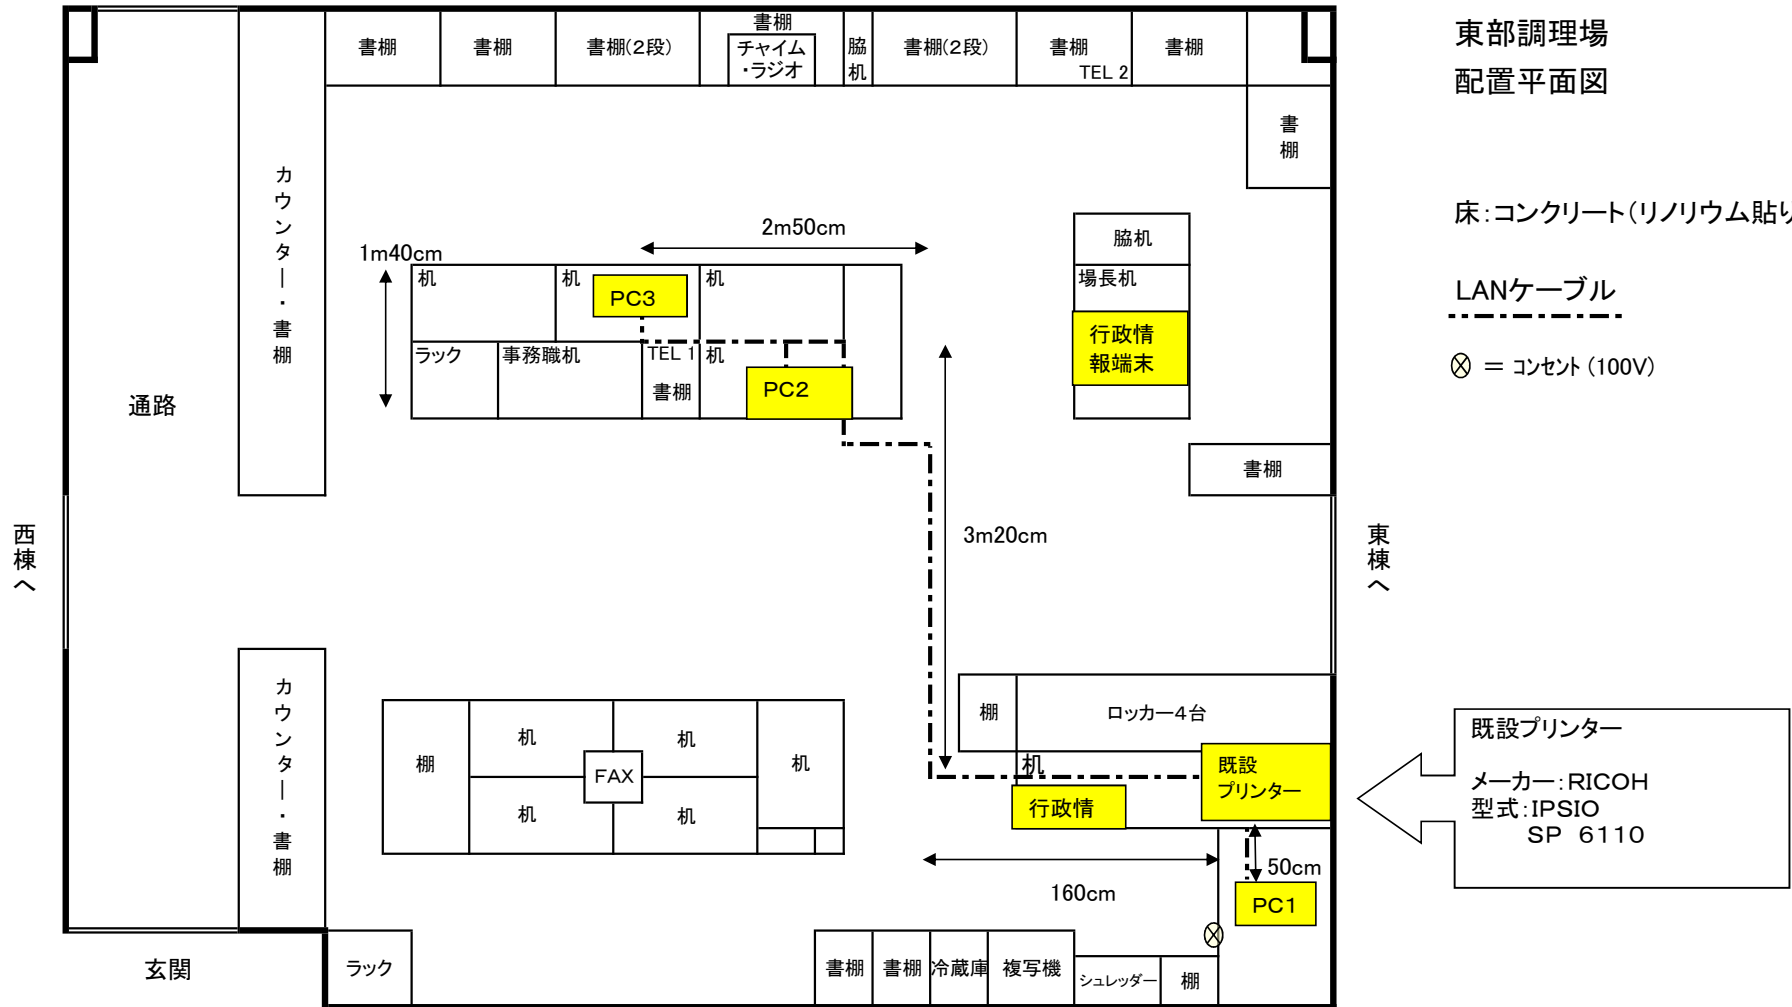 東部調理場
配置平面図
書棚
書棚
書棚(2段)
書棚
チャイム
・ラジオ
脇机
書棚(2段)
書棚
TEL 2
書棚
書棚
床:コンクリート(リノリウム貼り
LANケーブル
= コンセント (100V)
カウンター・書棚
通路
1m40cm
2m50cm
机
机
PC3
机
ラック
事務職机
TEL 1
書棚
机
PC2
脇机
場長机
行政情
報端末
書棚
西棟へ
3m20cm
東棟へ
カウンター・書棚
棚
机
机
FAX
机
机
机
棚
ロッカー4台
机
既設
プリンター
行政情
50cm
160cm
PC1
既設プリンター
メーカー:RICOH
型式:IPSIO
SP 6110
玄関
ラック
書棚
書棚
冷蔵庫
複写機
シュレッダー
棚